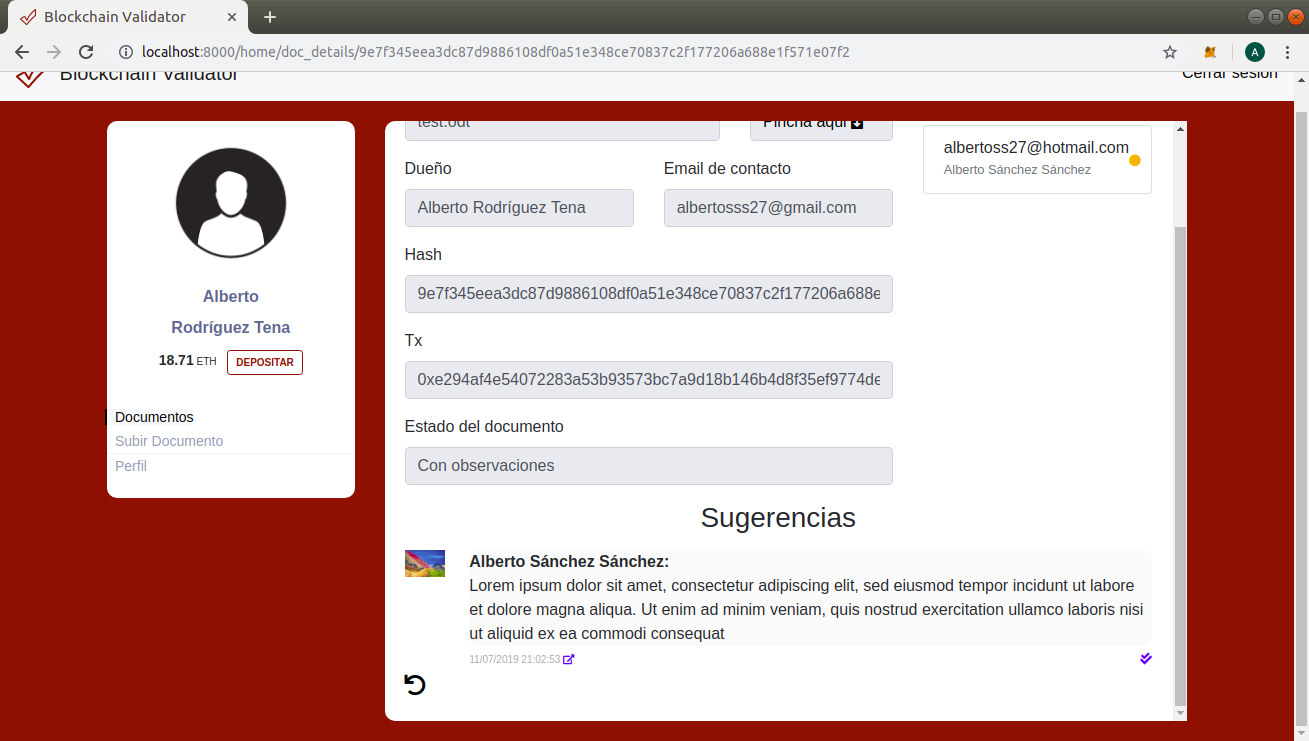 Blockchain Validator
localhost:8000/home/doc_details/9e7f345eea3dc87d9886108df0a51e348ce70837c2f177206a688e1f571e07f2
A
Blockchain Validator
Cerrar sesión
Alberto
Rodríguez Tena
18.71 ETH DEPOSITAR
Documentos
Subir Documento
Perfil
test.odt
Pincha aquí
Dueño
Email de contacto
Alberto Rodríguez Tena
albertosss27@gmail.com
Hash
9e7f345eea3dc87d9886108df0a51e348ce70837c2f177206a688e
Tx
0xe294af4e54072283a53b93573bc7a9d18b146b4d8f35ef9774de
Estado del documento
Con observaciones
albertoss27@hotmail.com
Alberto Sánchez Sánchez
Sugerencias
Alberto Sánchez Sánchez:
Lorem ipsum dolor sit amet, consectetur adipiscing elit, sed eiusmod tempor incidunt ut labore
et dolore magna aliqua. Ut enim ad minim veniam, quis nostrud exercitation ullamco laboris nisi
ut aliquid ex ea commodi consequat
11/07/2019 21:02:53